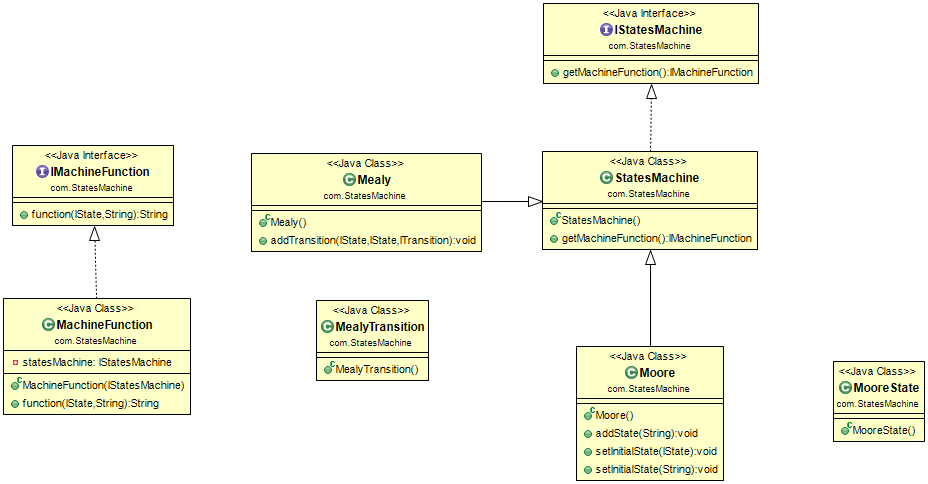 <<Java Interface>>
IStatesMachine
com.StatesMachine
getMachineFunction():IMachineFunction
<<Java Interface>>
IMachineFunction
com.StatesMachine
function(IState,String):String
<<Java Class>>
Mealy
com.StatesMachine
Mealy()
addTransition(IState,IState,ITransition):void
<<Java Class>>
StatesMachine
com.StatesMachine
StatesMachine()
getMachineFunction():IMachineFunction
<<Java Class>>
MachineFunction
com.StatesMachine
statesMachine: IStatesMachine
MachineFunction(IStatesMachine)
function(IState,String):String
<<Java Class>>
MealyTransition
com.StatesMachine
MealyTransition()
<<Java Class>>
Moore
com.StatesMachine
Moore()
addState(String):void
setInitialState(IState):void
setInitialState(String):void
<<Java Class>>
MooreState
com.StatesMachine
MooreState()